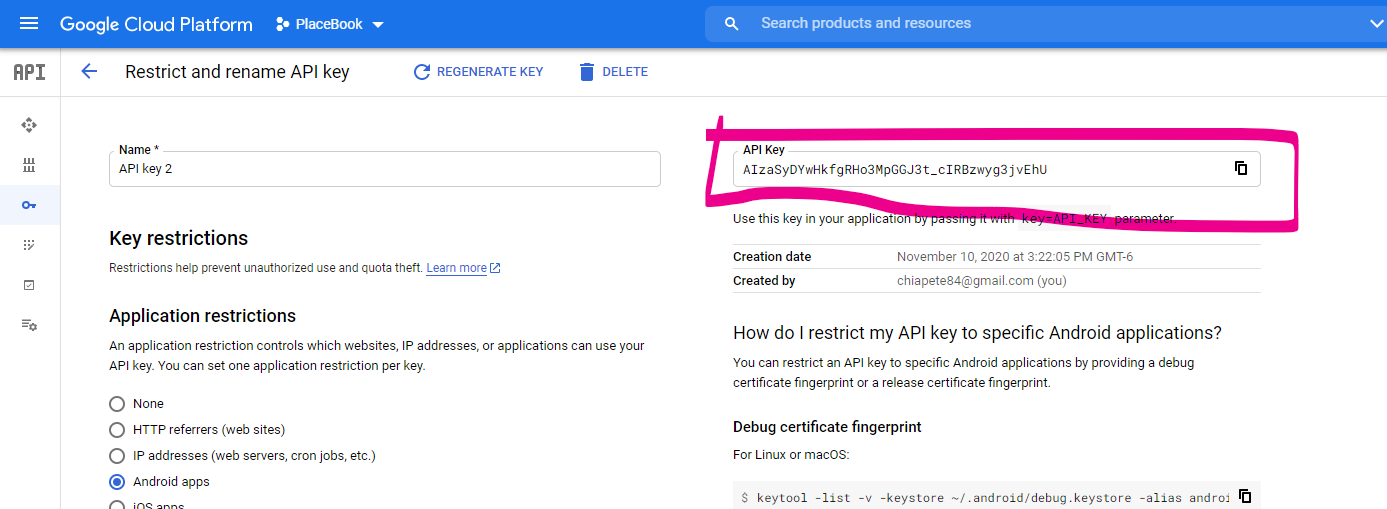 Google Cloud Platform
PlaceBook
Search products and resources
API
Restrict and rename API key
REGENERATE KEY
DELETE
Name *
API key 2
API Key
AIzaSyDYwHkfgRHo3MpGGJ3t_cIRBzwyg3jvEhU
Use this key in your application by passing it with key=API_KEY parameter.
Key restrictions
Restrictions help prevent unauthorized use and quota theft. Learn more
Creation date November 10, 2020 at 3:22:05 PM GMT-6
Created by chiapete84@gmail.com (you)
Application restrictions
An application restriction controls which websites, IP addresses, or applications can use your
API key. You can set one application restriction per key.
None
HTTP referrers (web sites)
IP addresses (web servers, cron jobs, etc.)
Android apps
iOS apps
How do I restrict my API key to specific Android applications?
You can restrict an API key to specific Android applications by providing a debug
certificate fingerprint or a release certificate fingerprint.
Debug certificate fingerprint
For Linux or macOS:
$ keytool -list -v -keystore ~/.android/debug.keystore -alias androi